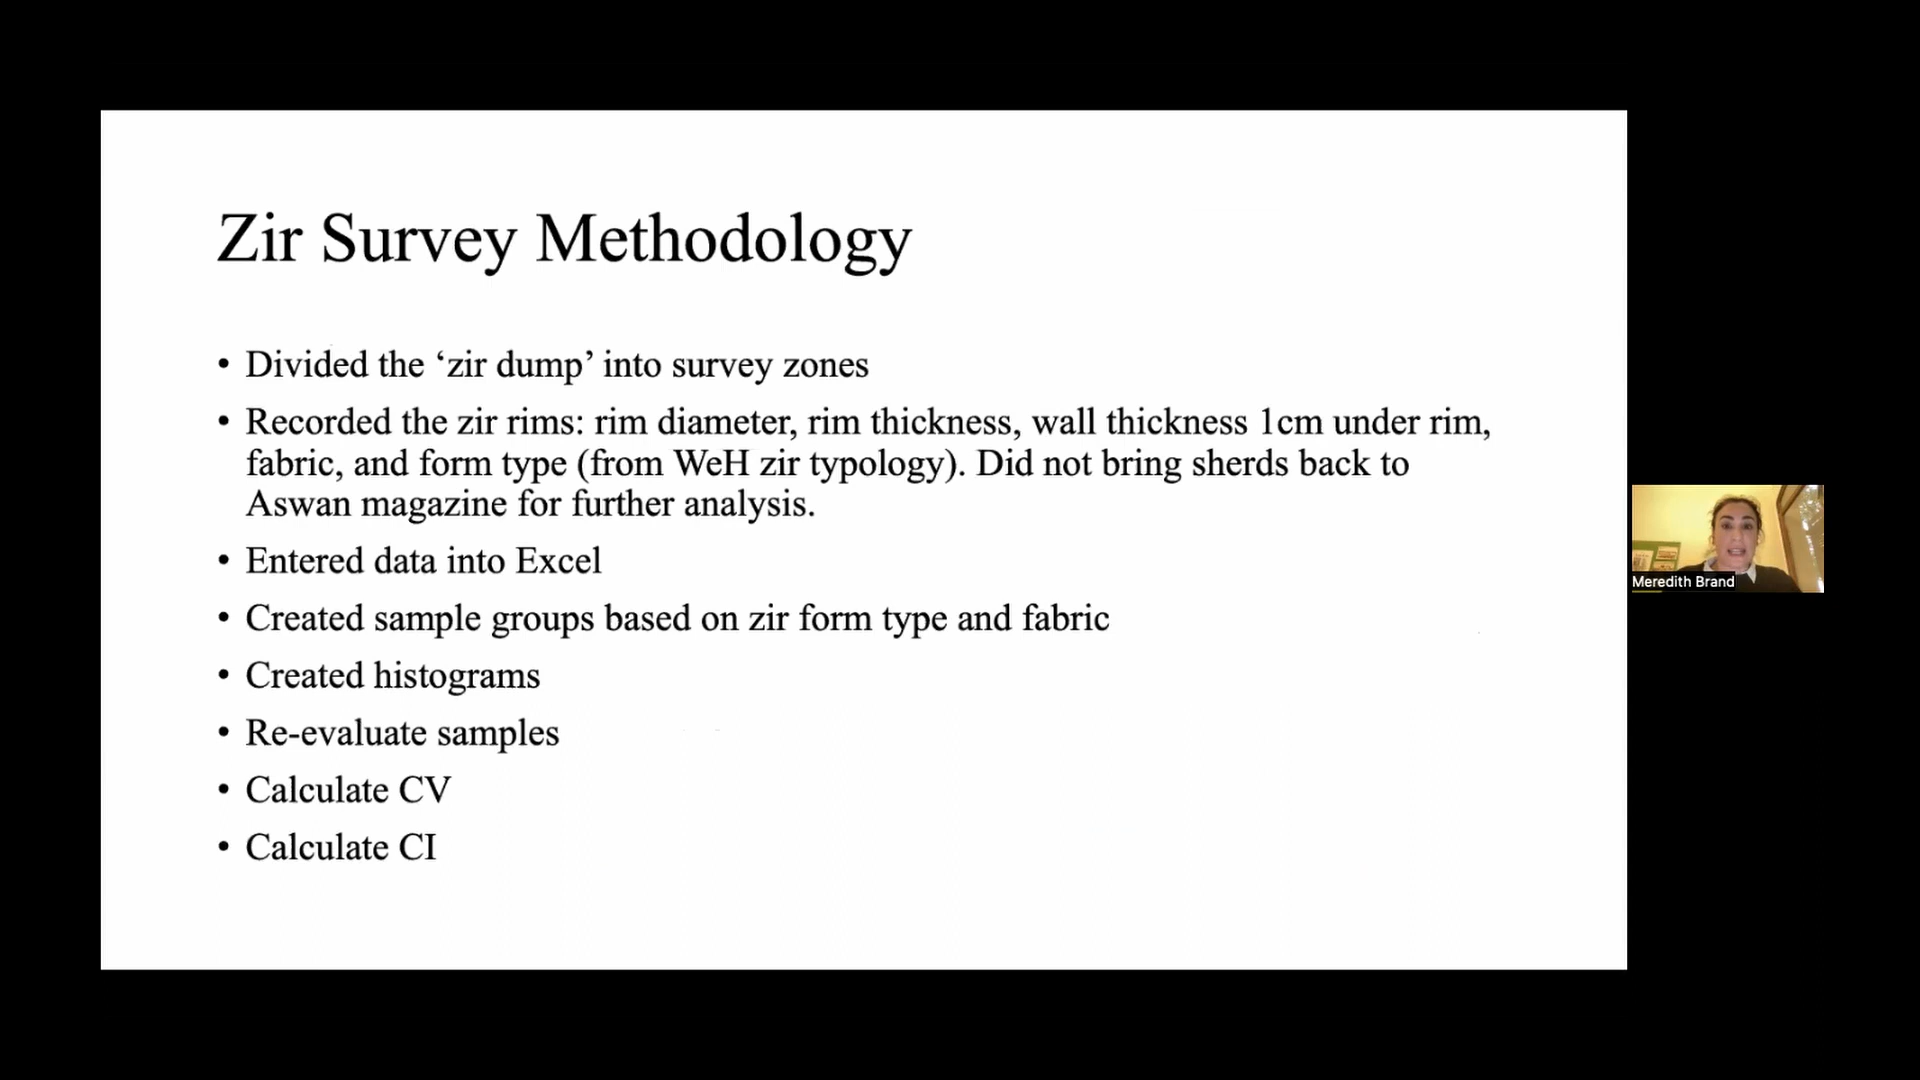 Zir Survey Methodology
• Divided the ‘zir dump’ into survey zones
• Recorded the zir rims: rim diameter, rim thickness, wall thickness 1cm under rim,
fabric, and form type (from WeH zir typology). Did not bring sherds back to
Aswan magazine for further analysis.
• Entered data into Excel
• Created sample groups based on zir form type and fabric
• Created histograms
• Re-evaluate samples
• Calculate CV
• Calculate CI
Meredith Brand